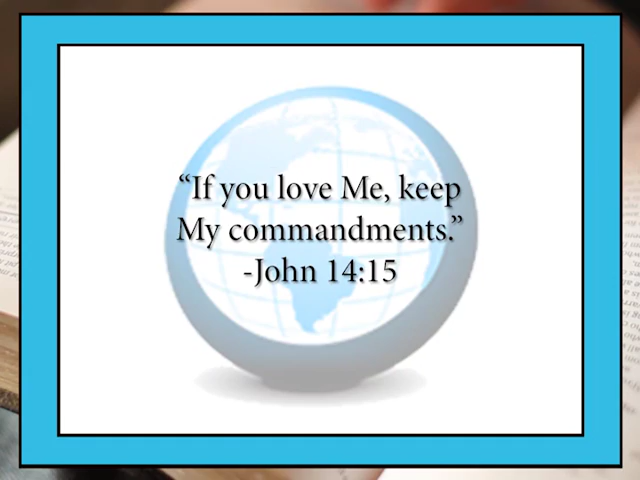 “If you love Me, keep
My commandments.”
-John 14:15